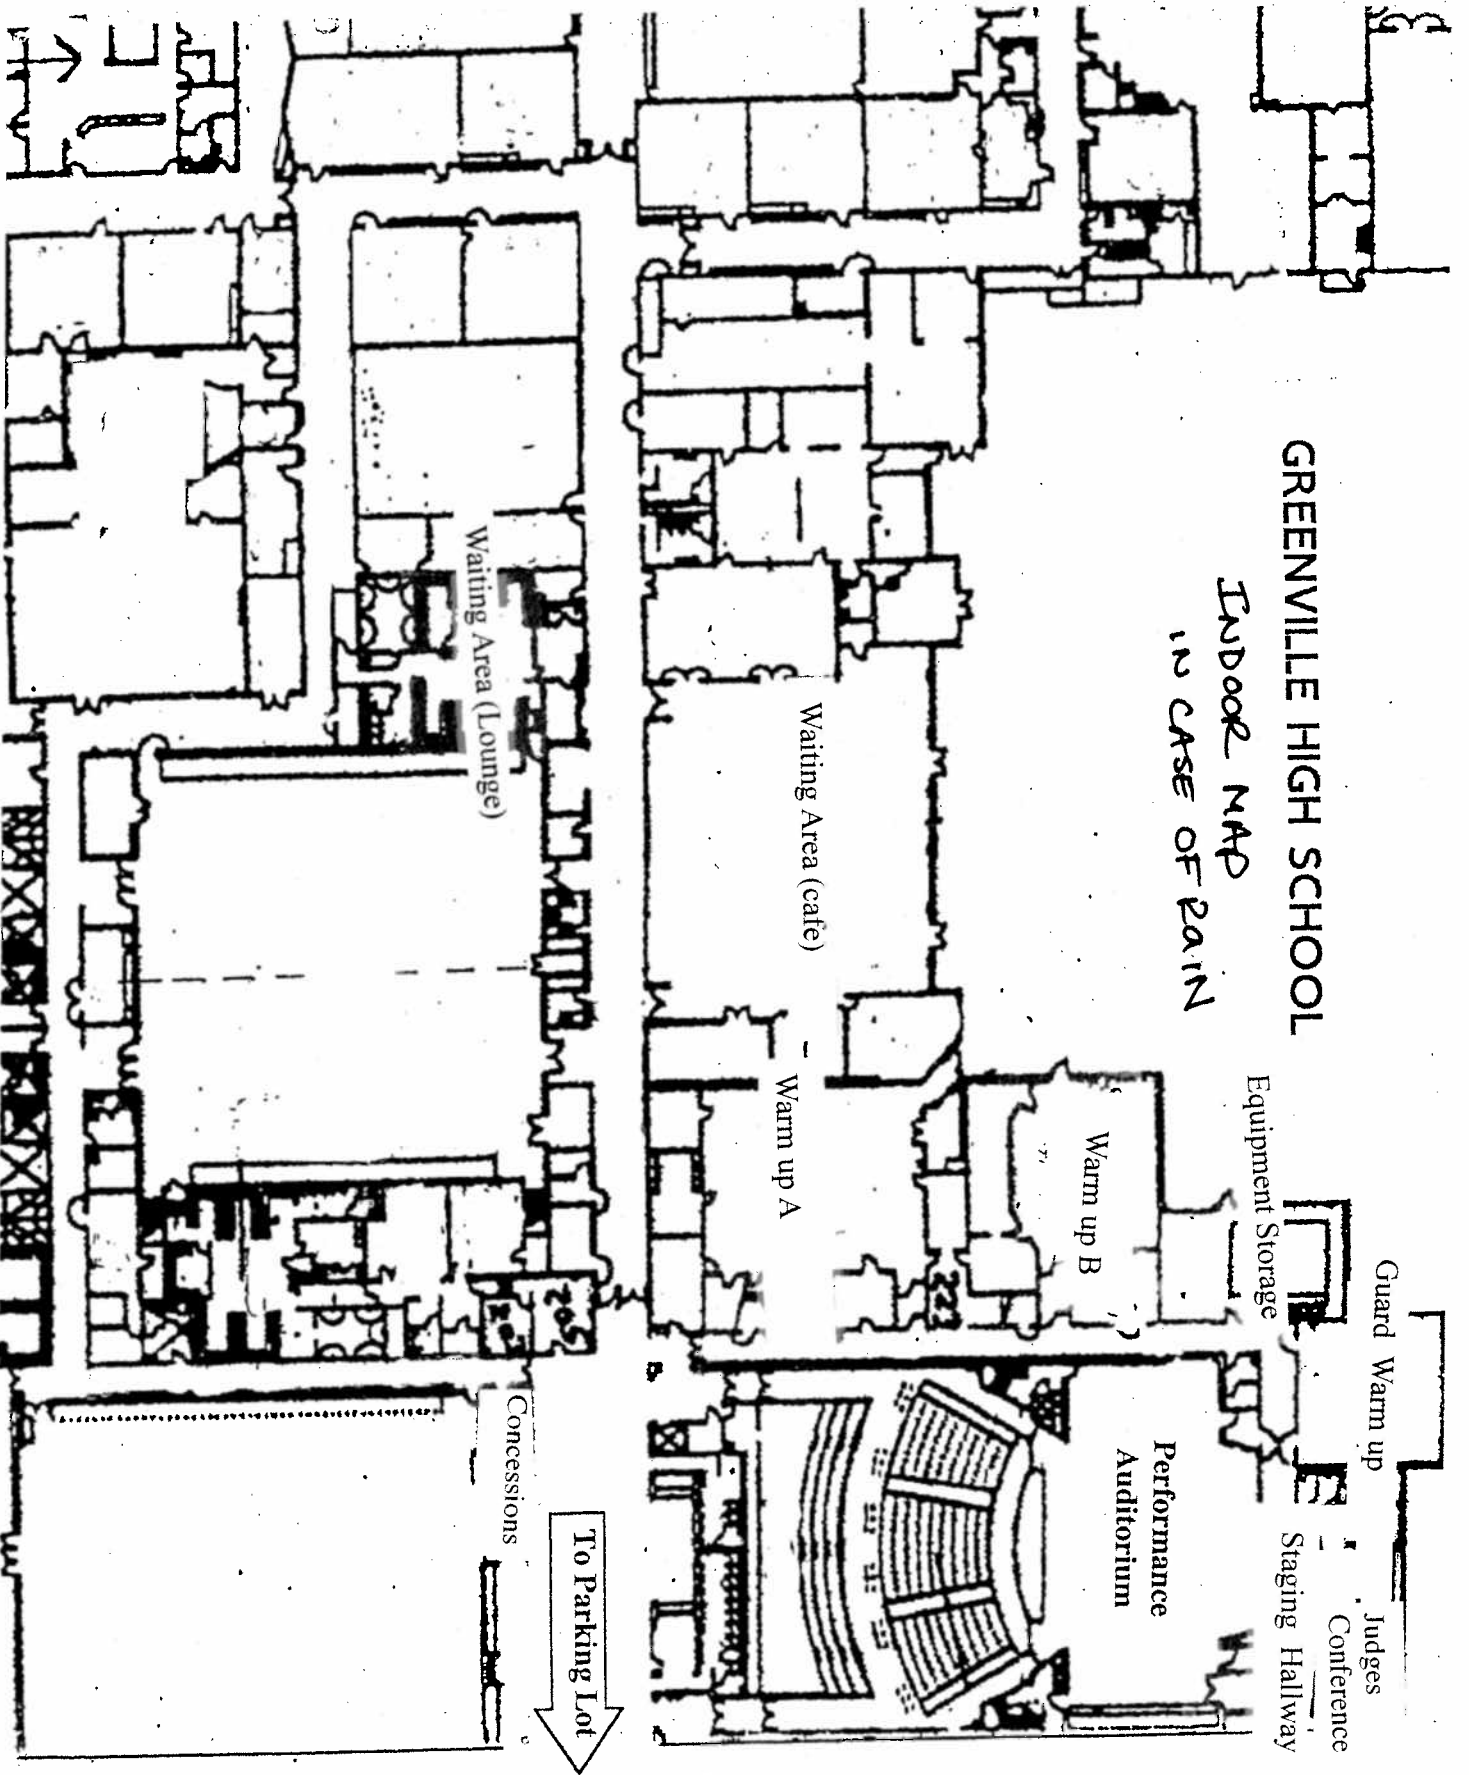 GREENVILLE HIGH SCHOOL
INDOOR MAP
IN CASE OF RAIN
Guard Warm up
Equipment Storage
Judges
Conference
Staging Hallway
Warm up B
Performance
Auditorium
Waiting Area (cafe)
Warm up A
Waiting Area (Lounge)
To Parking Lot
Concessions
265